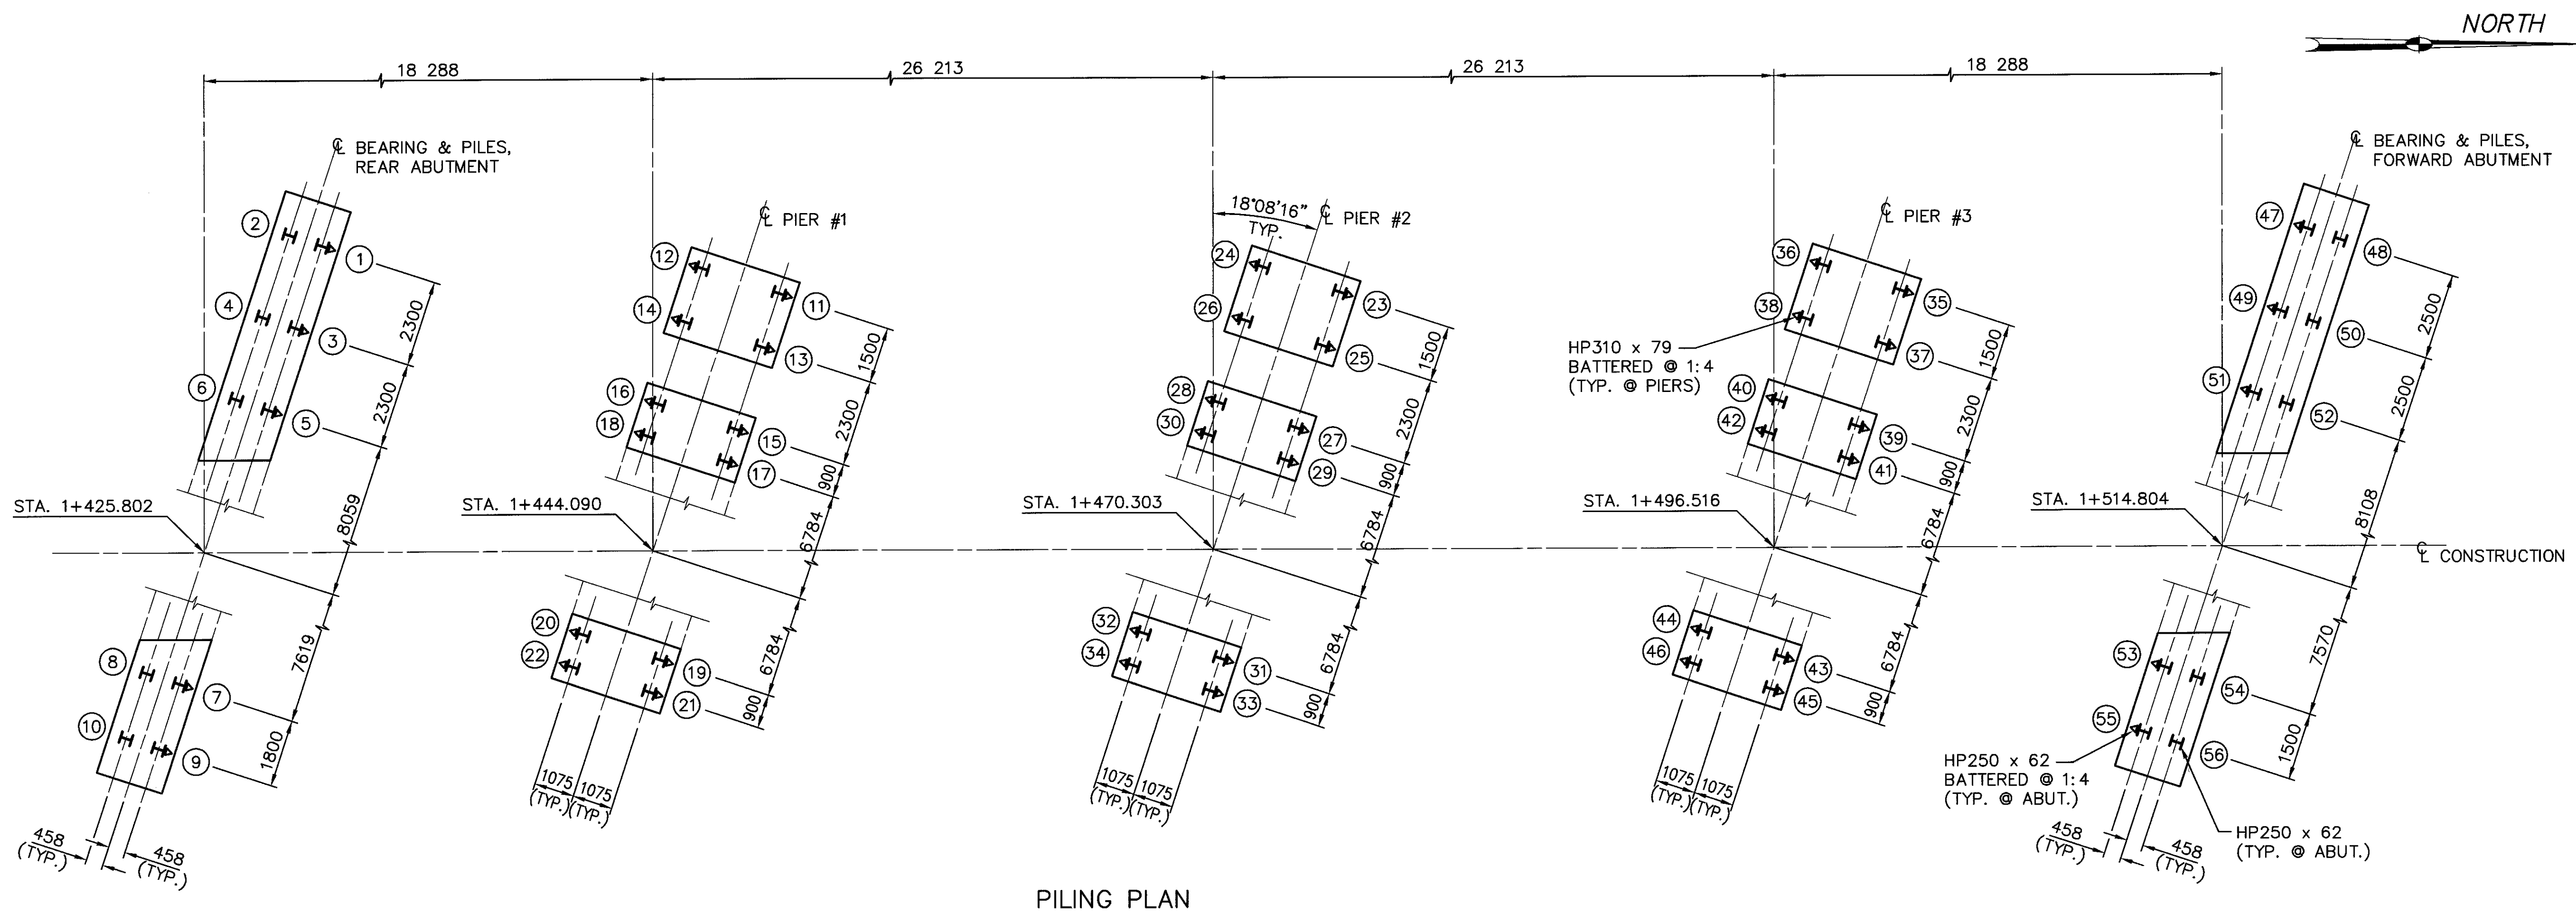 NORTH
18 288
26 213
26 213
18 288
℄ BEARING & PILES,
REAR ABUTMENT
℄ PIER #1
18°08'16"
TYP.
℄ PIER #2
℄ PIER #3
℄ BEARING & PILES,
FORWARD ABUTMENT
2
1
4
3
6
5
2300
2300
8059
STA. 1+425.802
7619
8
7
10
9
1800
458
(TYP.)
458
(TYP.)
12
11
14
13
16
15
18
17
1500
2300
900
6784
STA. 1+444.090
6784
20
19
22
21
900
1075
(TYP.)
1075
(TYP.)
24
23
26
25
28
27
30
29
1500
2300
900
6784
STA. 1+470.303
6784
32
31
34
33
900
1075
(TYP.)
1075
(TYP.)
36
35
38
37
HP310 x 79
BATTERED @ 1:4
(TYP. @ PIERS)
40
39
42
41
1500
2300
900
6784
STA. 1+496.516
6784
44
43
46
45
900
1075
(TYP.)
1075
(TYP.)
47
48
49
50
51
52
2500
2500
8108
STA. 1+514.804
℄ CONSTRUCTION
7570
53
54
55
56
1500
HP250 x 62
BATTERED @ 1:4
(TYP. @ ABUT.)
HP250 x 62
(TYP. @ ABUT.)
458
(TYP.)
458
(TYP.)
PILING PLAN